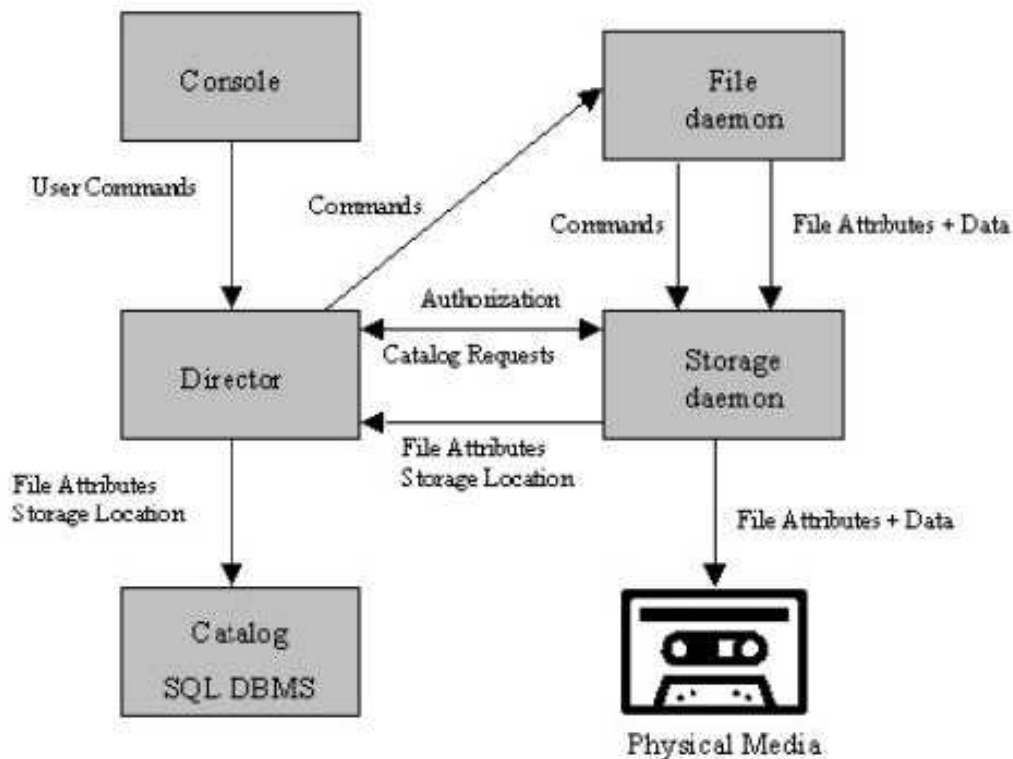 Console
File
daemon
User Commands
Commands
Commands
File Attributes + Data
Authorization
Catalog Requests
Director
Storage
daemon
File Attributes
Storage Location
File Attributes
Storage Location
File Attributes + Data
Catalog
SQL DBMS
Physical Media